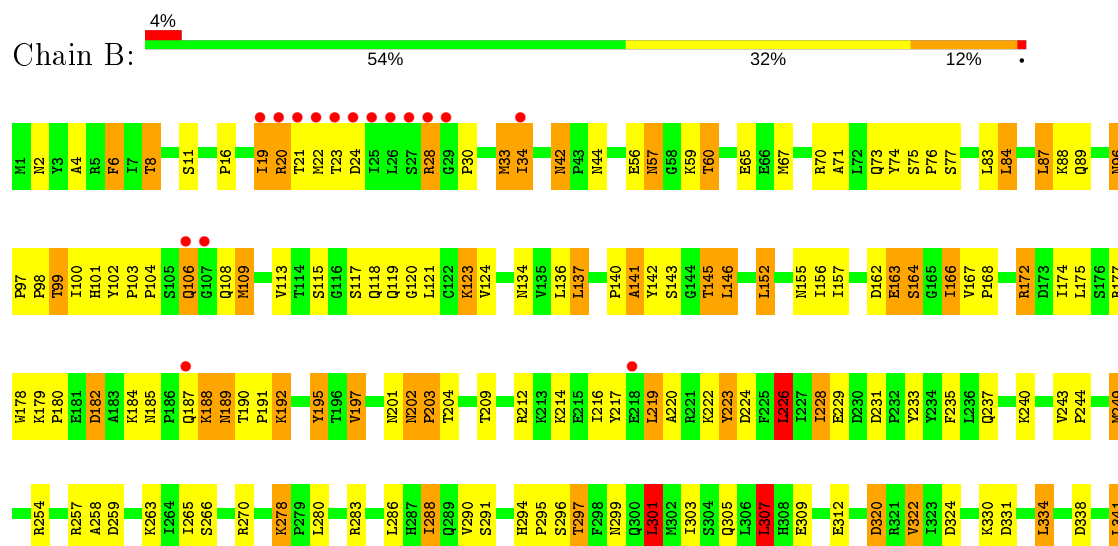 4%
Chain B:
54% 32% 12% •
M1 N2 Y3 A4 R5 F6 I7 T8 S11 P16 I19 R20 T21 M22 T23 D24 I25 L26 S27 R28 G29 P30 M33 I34 N42 P43 N44 E56 N57 G58 K59 T60 E65 E66 M67 R70 A71 L72 Q73 Y74 S75 P76 S77 L83 L84 L87 K88 Q89 N96
P97 P98 T99 I100 H101 Y102 P103 P104 S105 Q106 G107 Q108 M109 V113 T114 S115 G116 S117 Q118 Q119 G120 L121 C122 K123 V124 N134 V135 L136 L137 P140 A141 Y142 S143 G144 T145 L146 L152 N155 I156 I157 D162 E163 S164 G165 I166 V167 P168 R172 D173 I174 L175 S176 R177
W178 K179 P180 E181 D182 A183 K184 N185 P186 Q187 K188 N189 T190 P191 K192 Y195 T196 V197 N201 N202 P203 T204 T209 R212 K213 K214 E215 I216 Y217 E218 L219 A220 R221 K222 Y223 D224 F225 L226 I227 I228 E229 D230 D231 P232 Y233 Y234 F235 L236 Q237 K240 V243 P244 M249
R254 R257 A258 D259 K263 I264 I265 S266 R270 K278 P279 L280 R283 L286 H287 I288 Q289 V290 S291 H294 P295 S296 T297 F298 N299 Q300 L301 M302 I303 S304 Q305 L306 L307 H308 E309 E312 D320 R321 V322 I323 D324 K330 D331 L334 D338